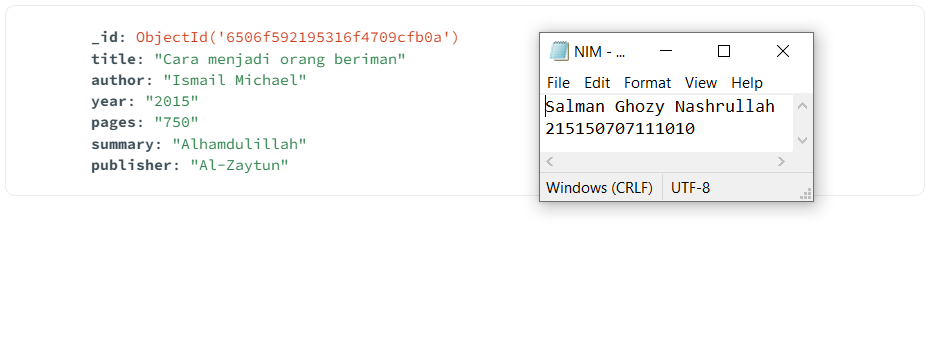 _id: ObjectId('6506f592195316f4709cfb0a')
title: "Cara menjadi orang beriman"
author: "Ismail Michael"
year: "2015"
pages: "750"
summary: "Alhamdulillah"
publisher: "Al-Zaytun"
NIM - ...
File Edit Format View Help
Salman Ghozy Nashrullah
215150707111010
Windows (CRLF) UTF-8